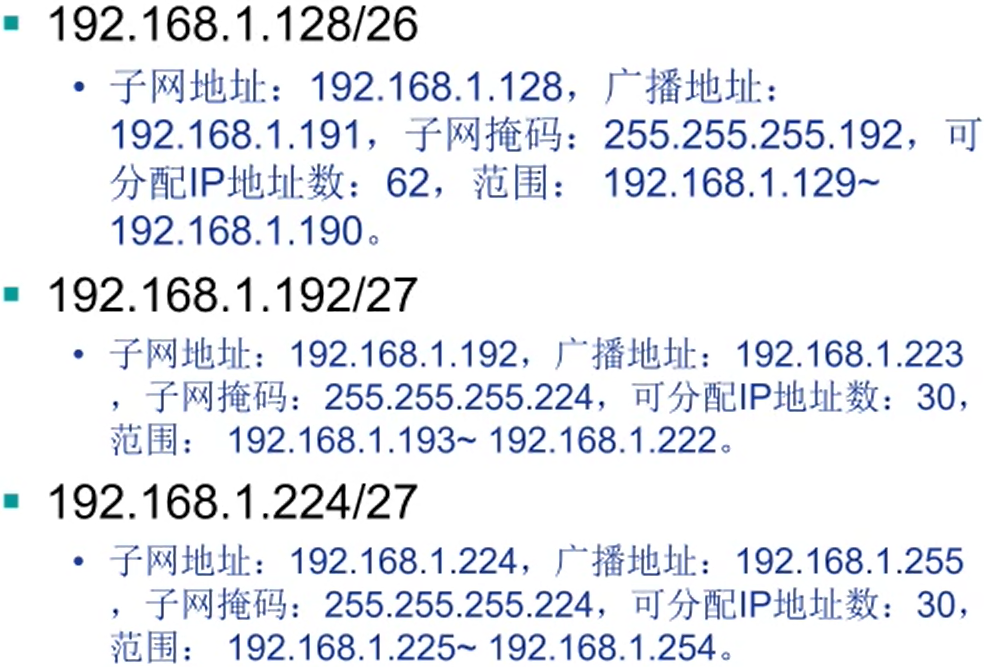 192.168.1.128/26
子网地址：192.168.1.128，广播地址：
192.168.1.191，子网掩码：255.255.255.192，可
分配IP地址数：62，范围： 192.168.1.129~
192.168.1.190。
192.168.1.192/27
子网地址：192.168.1.192，广播地址：192.168.1.223
，子网掩码：255.255.255.224，可分配IP地址数：30，
范围： 192.168.1.193~ 192.168.1.222。
192.168.1.224/27
子网地址：192.168.1.224，广播地址：192.168.1.255
，子网掩码：255.255.255.224，可分配IP地址数：30，
范围： 192.168.1.225~ 192.168.1.254。